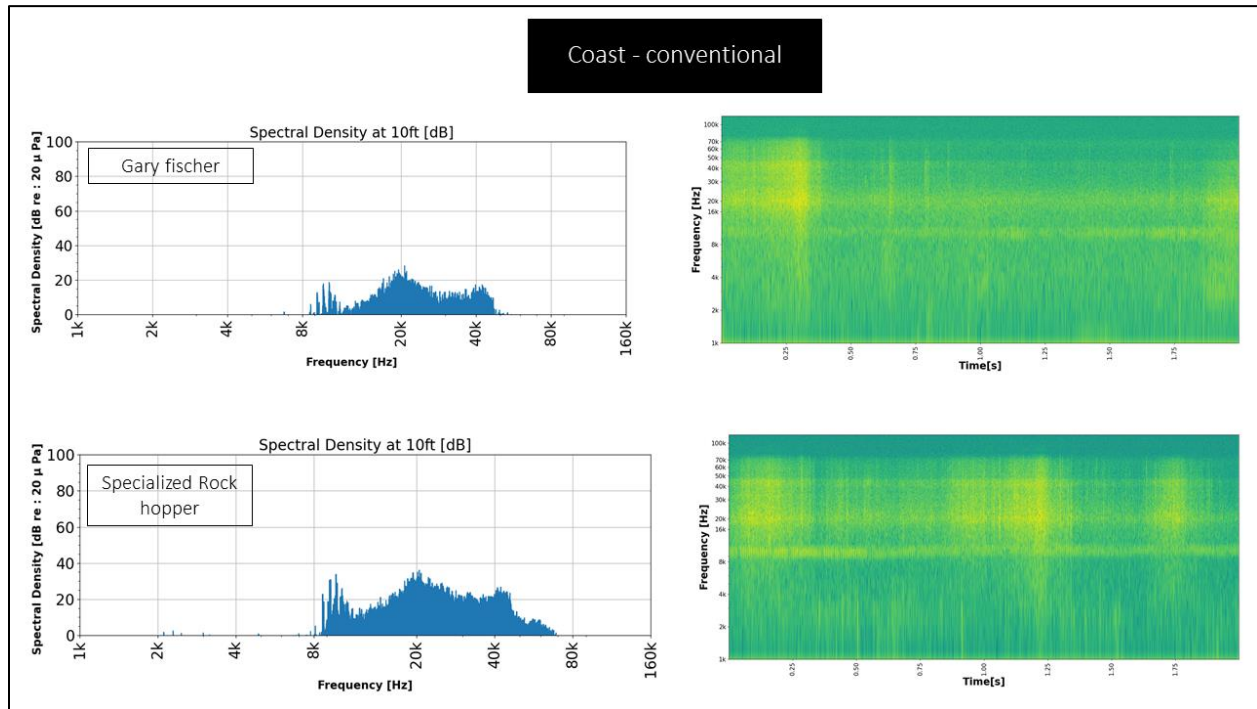 Coast - conventional
Spectral Density at 10ft [dB]
Gary fischer
Spectral Density [dB re : 20 µ Pa]
100
80
60
40
20
0
1k
2k
4k
8k
20k
40k
80k
160k
Frequency [Hz]
Frequency [Hz]
100k
70k
60k
50k
40k
30k
20k
16k
8k
4k
2k
1k
0.25
0.50
0.75
1.00
1.25
1.50
1.75
Time[s]
Spectral Density at 10ft [dB]
Specialized Rock
hopper
Spectral Density [dB re : 20 µ Pa]
100
80
60
40
20
0
1k
2k
4k
8k
20k
40k
80k
160k
Frequency [Hz]
Frequency [Hz]
100k
70k
60k
50k
40k
30k
20k
16k
8k
4k
2k
1k
0.25
0.50
0.75
1.00
1.25
1.50
1.75
Time[s]